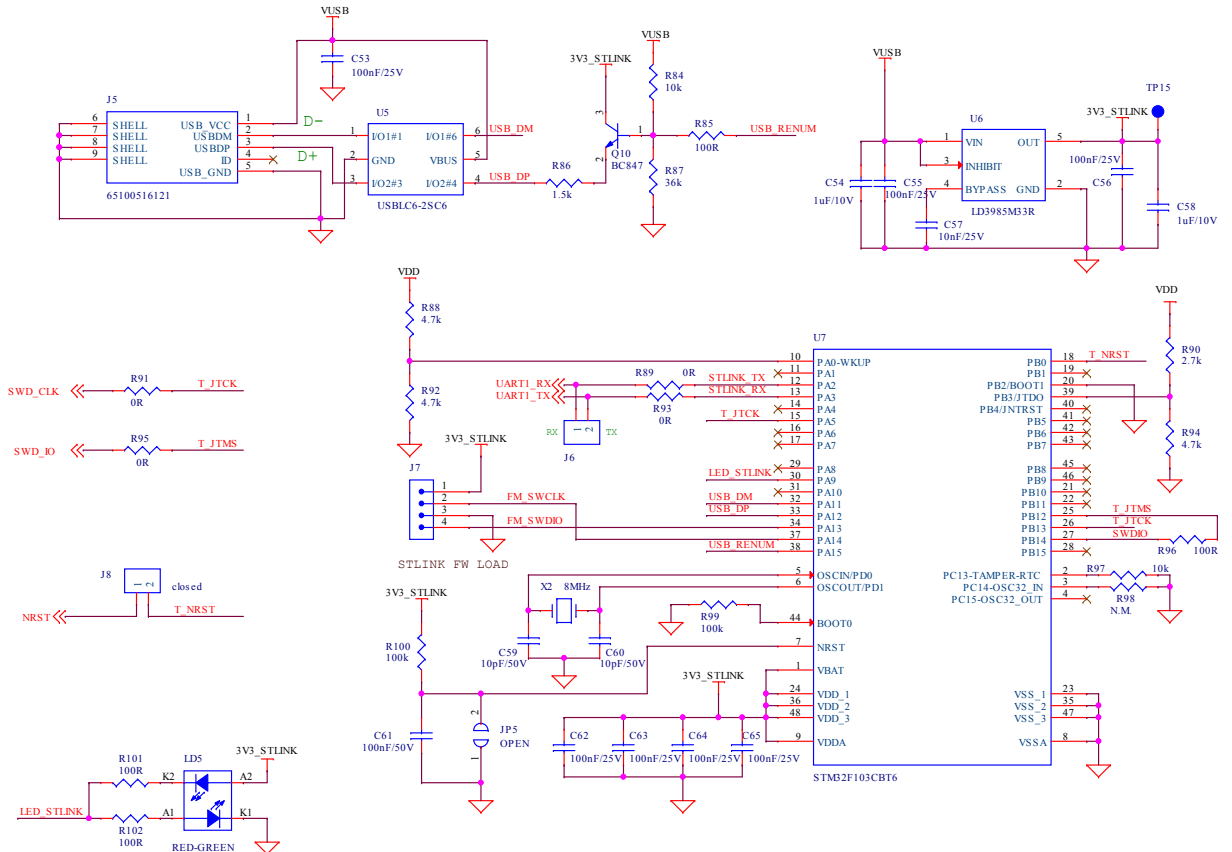 VUSB
C53
100nF/25V
J5
6 SHELL USB_VCC 1
7 SHELL USBDM 2
8 SHELL USBDP 3
9 SHELL ID 4
USB_GND 5
65100516121
D-
D+
U5
1 I/O1#1 I/O1#6 6 USB_DM
2 GND VBUS 5
3 I/O2#3 I/O2#4 4 USB_DP
USBLC6-2SC6
R86
1.5k
3V3_STLINK
3
1
2
Q10
BC847
VUSB
R84
10k
R85
100R
USB_RENUM
R87
36k
VUSB
U6
1 VIN OUT 5
3 INHIBIT
4 BYPASS GND 2
LD3985M33R
C54
1uF/10V
C55
100nF/25V
C57
10nF/25V
3V3_STLINK
TP15
100nF/25V
C56
C58
1uF/10V
VDD
R88
4.7k
R92
4.7k
SWD_CLK
R91
0R
T_JTCK
SWD_IO
R95
0R
T_JTMS
J8
1 2
closed
NRST
T_NRST
UART1_RX
UART1_TX
R89 0R
STLINK_TX
STLINK_RX
R93
0R
RX 1 2 TX
J6
T_JTCK
3V3_STLINK
J7
1
2
3
4
FM_SWCLK
FM_SWDIO
STLINK FW LOAD
LED_STLINK
USB_DM
USB_DP
USB_RENUM
U7
10 PA0-WKUP PB0 18 T_NRST
11 PA1 PB1 19
12 PA2 PB2/BOOT1 20
13 PA3 PB3/JTDO 39
14 PA4 PB4/JNTRST 40
15 PA5 PB5 41
16 PA6 PB6 42
17 PA7 PB7 43
29 PA8 PB8 45
30 PA9 PB9 46
31 PA10 PB10 21
32 PA11 PB11 22
33 PA12 PB12 25 T_JTMS
34 PA13 PB13 26 T_JTCK
37 PA14 PB14 27 SWDIO
38 PA15 PB15 28
5 OSCIN/PD0 PC13-TAMPER-RTC 2
6 OSCOUT/PD1 PC14-OSC32_IN 3
PC15-OSC32_OUT 4
44 BOOT0
7 NRST
1 VBAT
24 VDD_1 VSS_1 23
36 VDD_2 VSS_2 35
48 VDD_3 VSS_3 47
9 VDDA VSSA 8
STM32F103CBT6
VDD
R90
2.7k
R94
4.7k
R96 100R
R97 10k
R98
N.M.
X2 8MHz
C59
10pF/50V
C60
10pF/50V
R99
100k
3V3_STLINK
R100
100k
C61
100nF/50V
2
JP5
OPEN
1
3V3_STLINK
C62
100nF/25V
C63
100nF/25V
C64
100nF/25V
C65
100nF/25V
R101
100R
LED_STLINK
R102
100R
LD5
K2 A2
A1 K1
RED-GREEN
3V3_STLINK